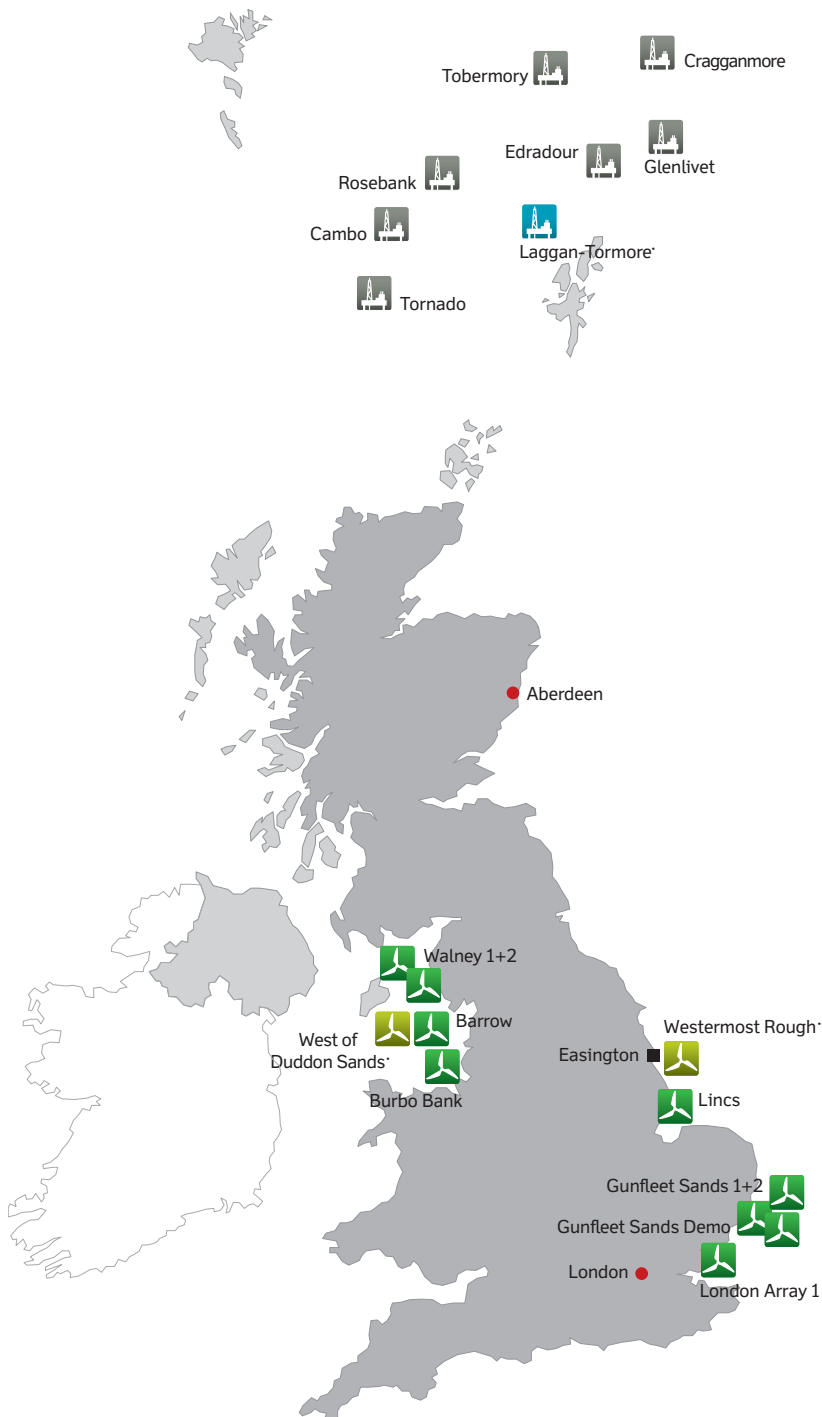 Cragganmore
Tobermory
Edradour
Glenlivet
Rosebank
Cambo
Laggan-Tormore*
Tornado
Aberdeen
Walney 1+2
Barrow
West of
Duddon Sands*
Westermost Rough*
Easington
Burbo Bank
Lincs
Gunfleet Sands 1+2
Gunfleet Sands Demo
London
London Array 1